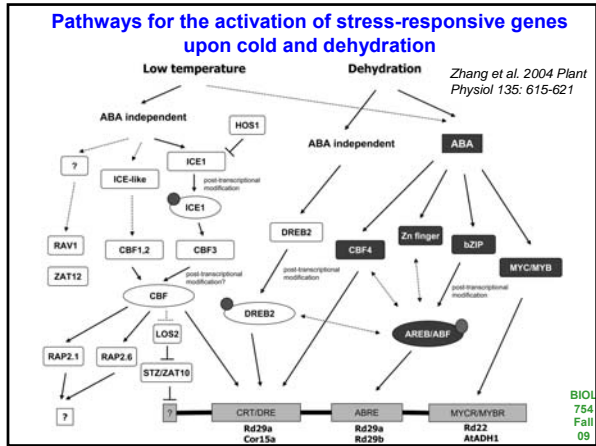 Pathways for the activation of stress-responsive genes
upon cold and dehydration
Low temperature
Dehydration
Zhang et al. 2004 Plant
Physiol 135: 615-621
ABA independent
HOS1
ABA independent
ABA
?
ICE-like
ICE1
post-transcriptional
modification
ICE1
RAV1
ZAT12
CBF1,2
CBF3
DREB2
CBF4
Zn finger
bZIP
MYC/MYB
post-transcriptional
modification?
post-transcriptional
modification
post-transcriptional
modification
CBF
DREB2
AREB/ABF
LOS2
RAP2.1
RAP2.6
STZ/ZAT10
?
?
CRT/DRE
ABRE
MYCR/MYBR
Rd29a
Cor15a
Rd29a
Rd29b
Rd22
AtADH1
BIOL
754
Fall
09